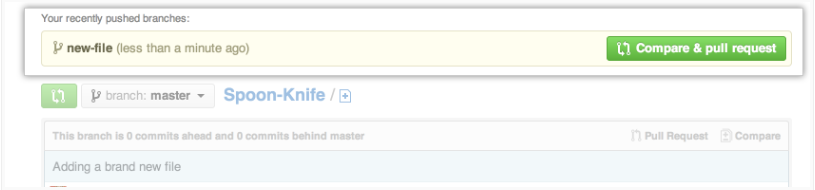 Your recently pushed branches:
new-file (less than a minute ago) Compare & pull request
branch: master Spoon-Knife /
This branch is 0 commits ahead and 0 commits behind master Pull Request Compare
Adding a brand new file